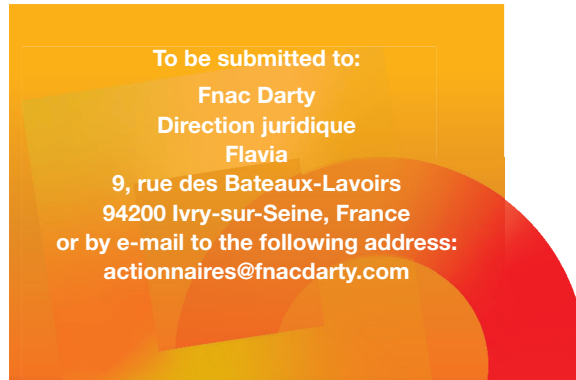 To be submitted to:
Fnac Darty
Direction juridique
Flavia
9, rue des Bateaux-Lavoirs
94200 Ivry-sur-Seine, France
or by e-mail to the following address:
actionnaires@fnacdarty.com